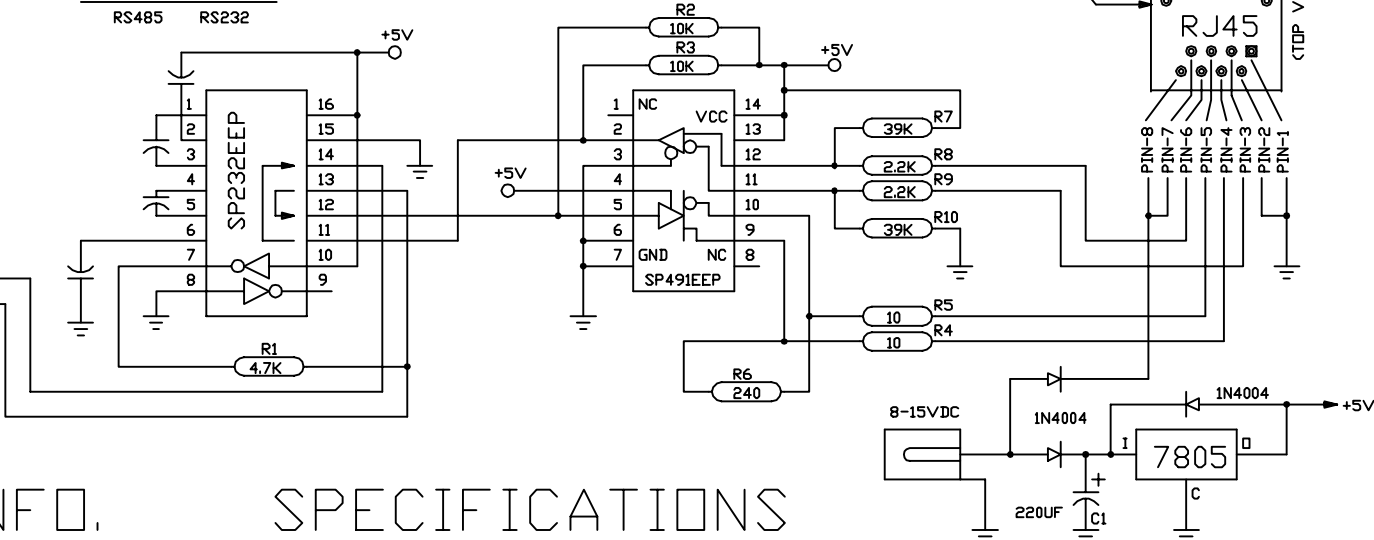 RS485 RS232
+5V
1
2
3
4
5
6
7
8
SP232EEP
16
15
14
13
12
11
10
9
R1
4.7K
R2
10K
R3
10K
+5V
+5V
1
2
3
4
5
6
7
NC
VCC
GND
NC
SP491EEP
14
13
12
11
10
9
8
R7
39K
R8
2.2K
R9
2.2K
R10
39K
R5
10
R4
10
R6
240
RJ45
(TOP V
PIN-8
PIN-7
PIN-6
PIN-5
PIN-4
PIN-3
PIN-2
PIN-1
8-15VDC
1N4004
1N4004
+5V
I
7805
O
C
+
220UF
C1
NFO.
SPECIFICATIONS